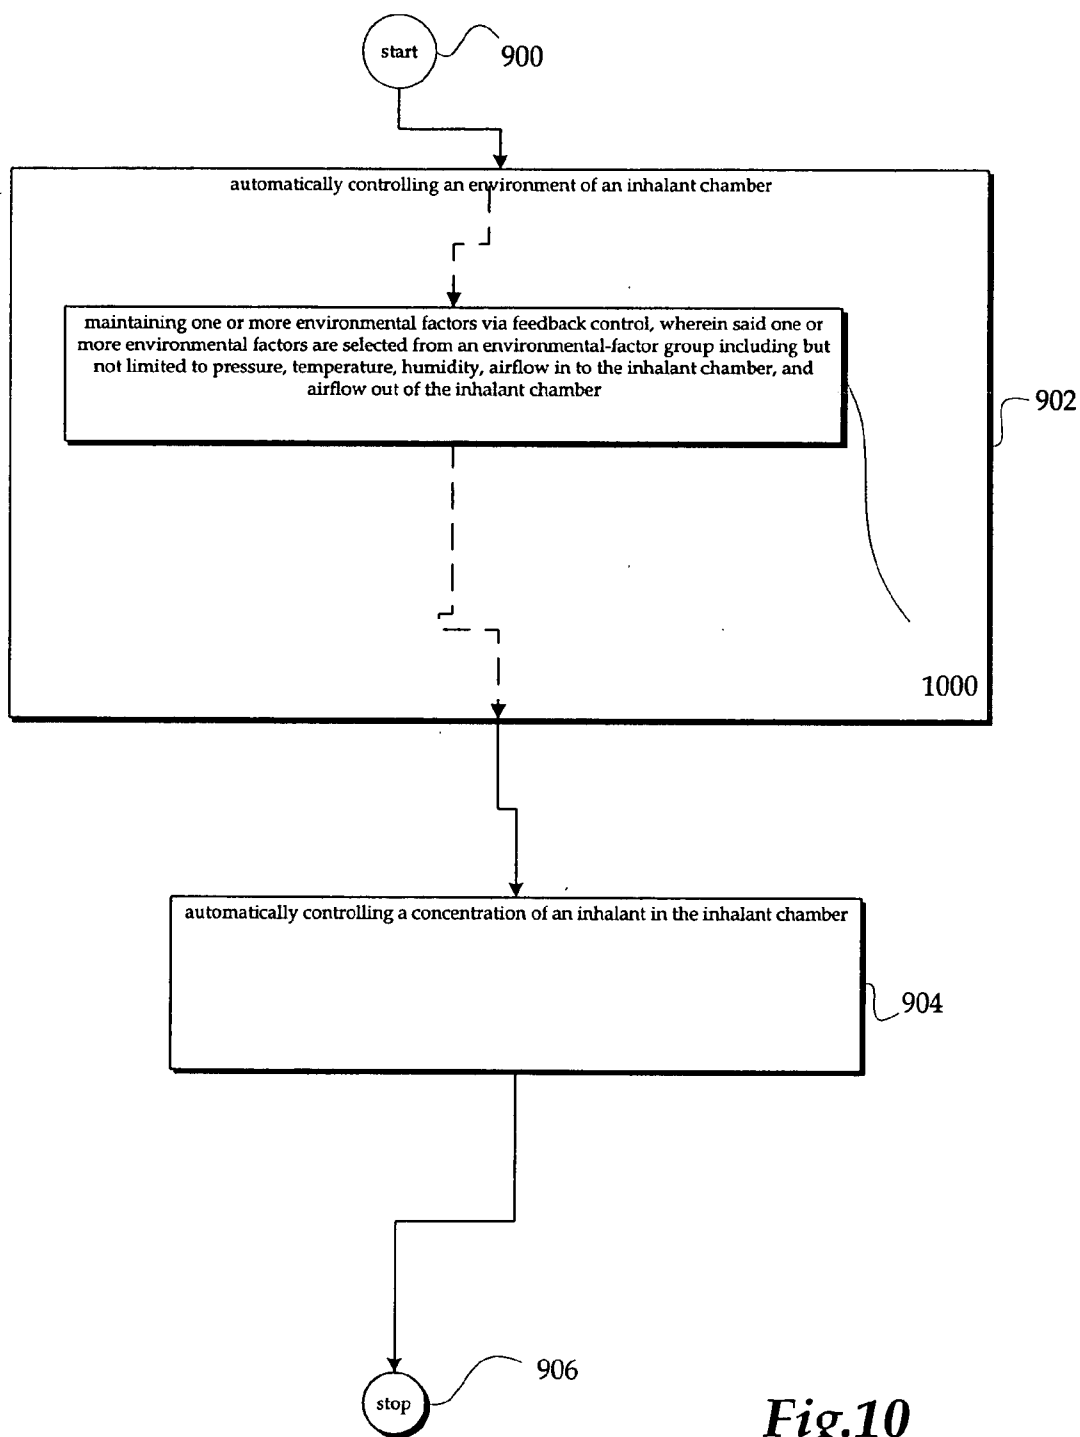 start
900
automatically controlling an environment of an inhalant chamber
maintaining one or more environmental factors via feedback control, wherein said one or
more environmental factors are selected from an environmental-factor group including but
not limited to pressure, temperature, humidity, airflow in to the inhalant chamber, and
airflow out of the inhalant chamber
902
1000
automatically controlling a concentration of an inhalant in the inhalant chamber
904
906
stop
Fig.10